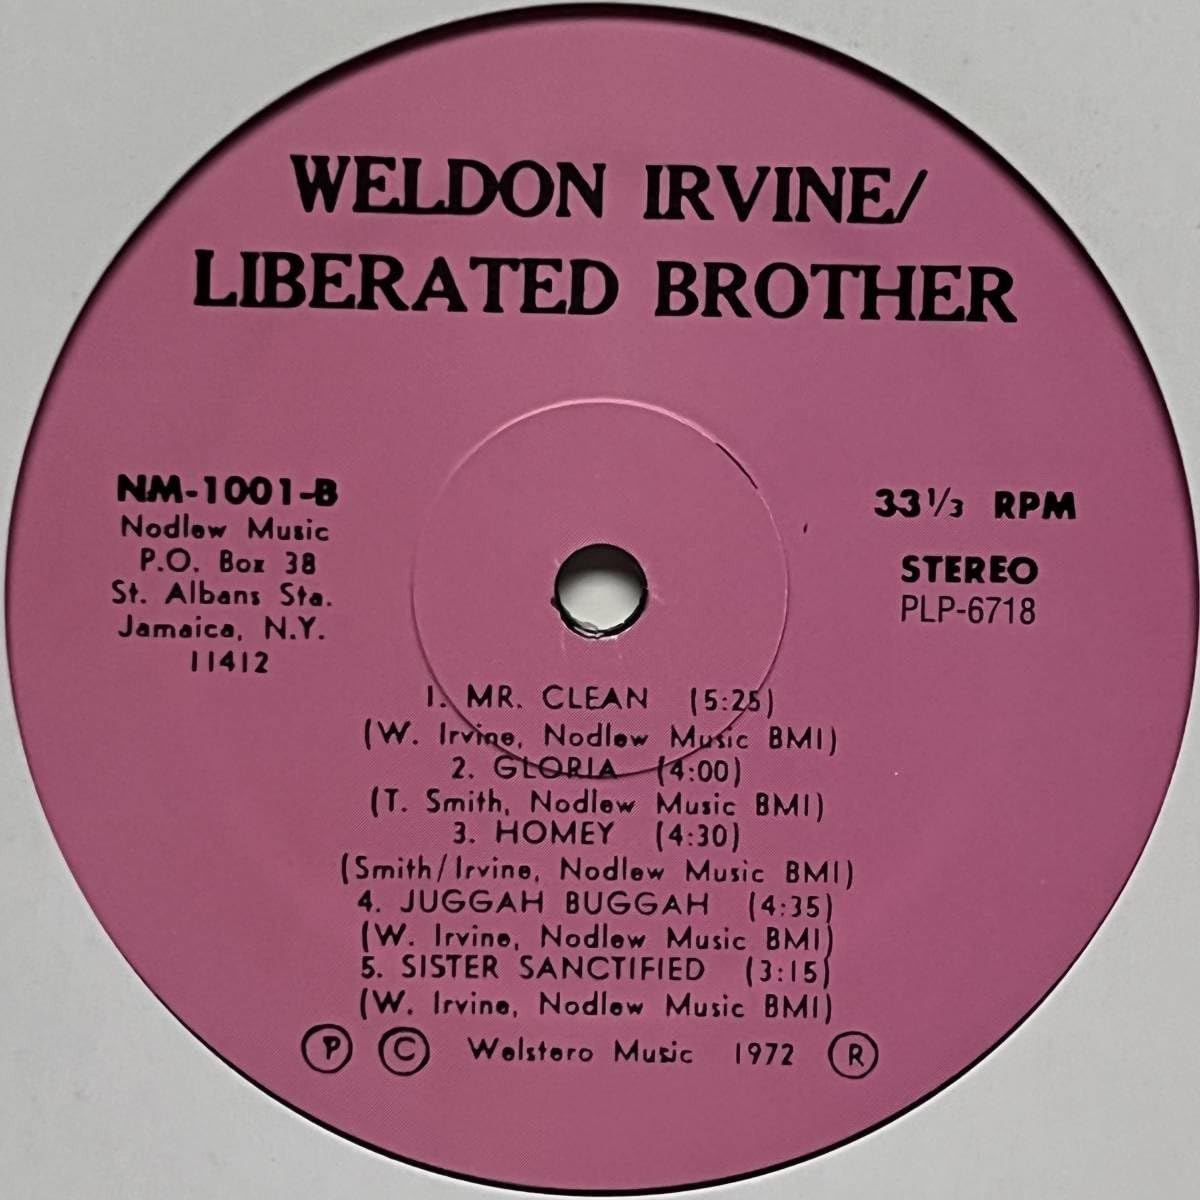 WELDON IRVINE/
LIBERATED BROTHER
NM-1001-B
Nodlew Music
P.O. Box 38
St. Albans Sta.
Jamaica, N.Y.
11412
33 1/3 RPM
STEREO
PLP-6718
1. MR. CLEAN (5:25)
(W. Irvine, Nodlew Music BMI)
2. GLORIA (4:00)
(T. Smith, Nodlew Music BMI)
3. HOMEY (4:30)
(Smith/Irvine, Nodlew Music BMI)
4. JUGGAH BUGGAH (4:35)
(W. Irvine, Nodlew Music BMI)
5. SISTER SANCTIFIED (3:15)
(W. Irvine, Nodlew Music BMI)
Ⓟ © Welstero Music 1972 ®